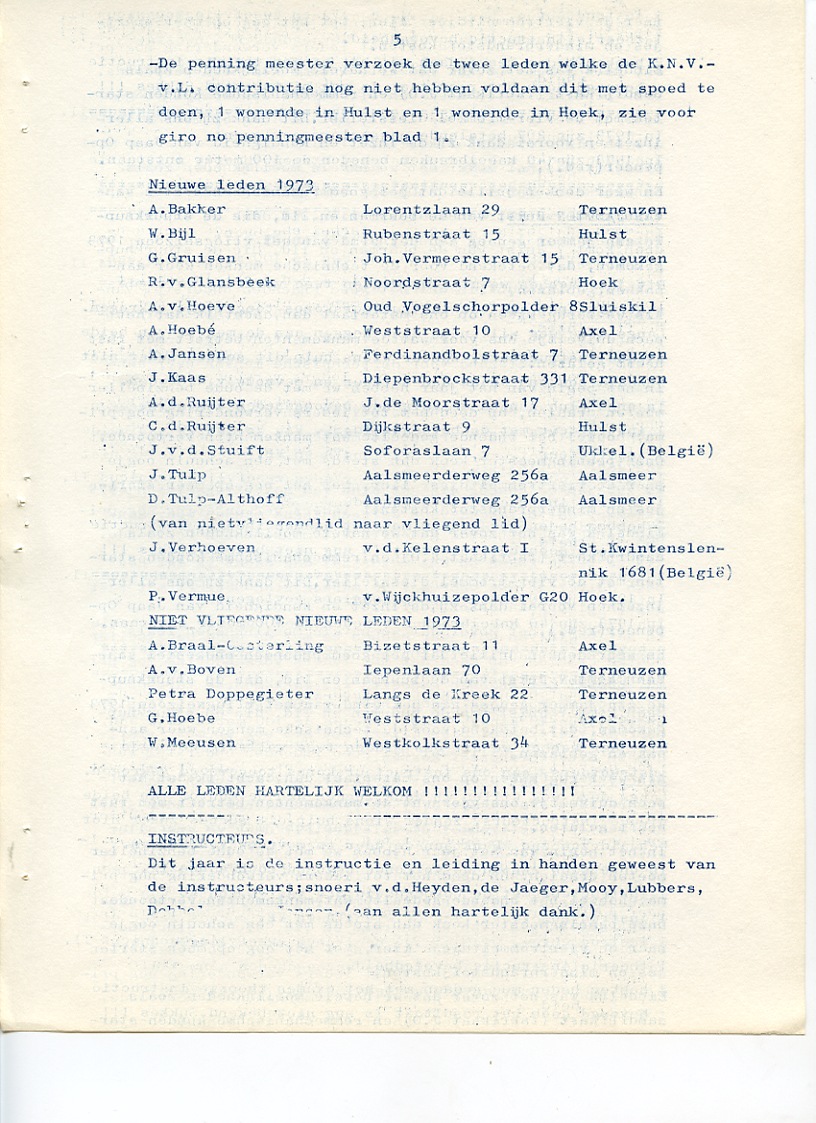 5
-De penning meester verzoek de twee leden welke de K.N.V.-
v.L. contributie nog niet hebben voldaan dit met spoed te
doen, 1 wonende in Hulst en 1 wonende in Hoek, zie voor
giro no penningmeester blad 1.
Nieuwe leden 1973
A.Bakker Lorentzlaan 29 Terneuzen
W.Bijl Rubenstraat 15 Hulst
G.Gruisen Joh.Vermeerstraat 15 Terneuzen
R.v.Glansbeek Noordstraat 7 Hoek
A.v.Hoeve Oud Vogelschorpolder 8Sluiskil
A.Hoebé Weststraat 10 Axel
A.Jansen Ferdinandbolstraat 7 Terneuzen
J.Kaas Diepenbrockstraat 331 Terneuzen
A.d.Ruijter J.de Moorstraat 17 Axel
C.d.Ruijter Dijkstraat 9 Hulst
J.v.d.Stuift Soforaslaan 7 Ukkel.(België)
J.Tulp Aalsmeerderweg 256a Aalsmeer
D.Tulp-Althoff Aalsmeerderweg 256a Aalsmeer
(van nietvliegendlid naar vliegend lid)
J.Verhoeven v.d.Kelenstraat I St.Kwintenslen-
nik 1681(België)
P.Vermue v.Wijckhuizepolder G20 Hoek.
NIET VLIEGENDE NIEUWE LEDEN 1973
A.Braal-Oosterling Bizetstraat 11 Axel
A.v.Boven Iepenlaan 70 Terneuzen
Petra Doppegieter Langs de Kreek 22 Terneuzen
G.Hoebe Weststraat 10 Axel
W.Meeusen Westkolkstraat 34 Terneuzen
ALLE LEDEN HARTELIJK WELKOM !!!!!!!!!!!!!!!!
INSTRUCTEURS.
Dit jaar is de instructie en leiding in handen geweest van
de instructeurs;snoeri v.d.Heyden,de Jaeger,Mooy,Lubbers,
(aan allen hartelijk dank.)